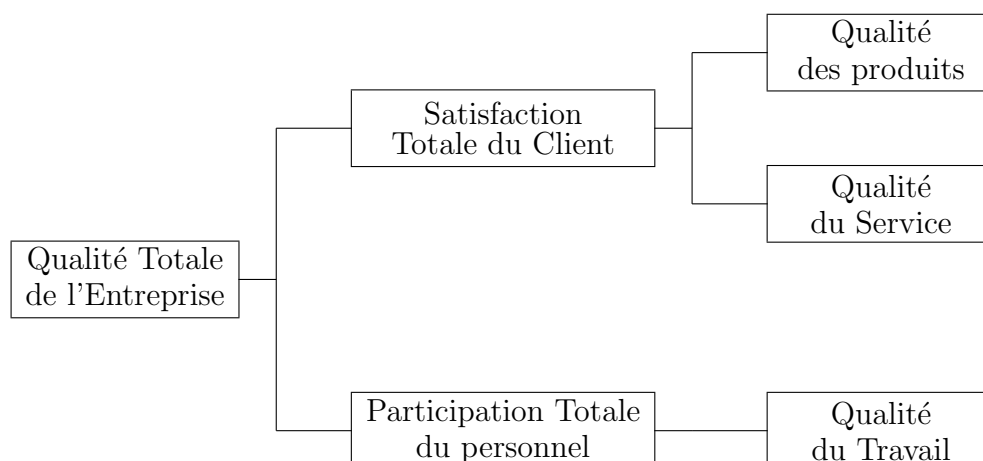 Qualité
des produits
Satisfaction
Totale du Client
Qualité
du Service
Qualité Totale
de l'Entreprise
Participation Totale
du personnel
Qualité
du Travail